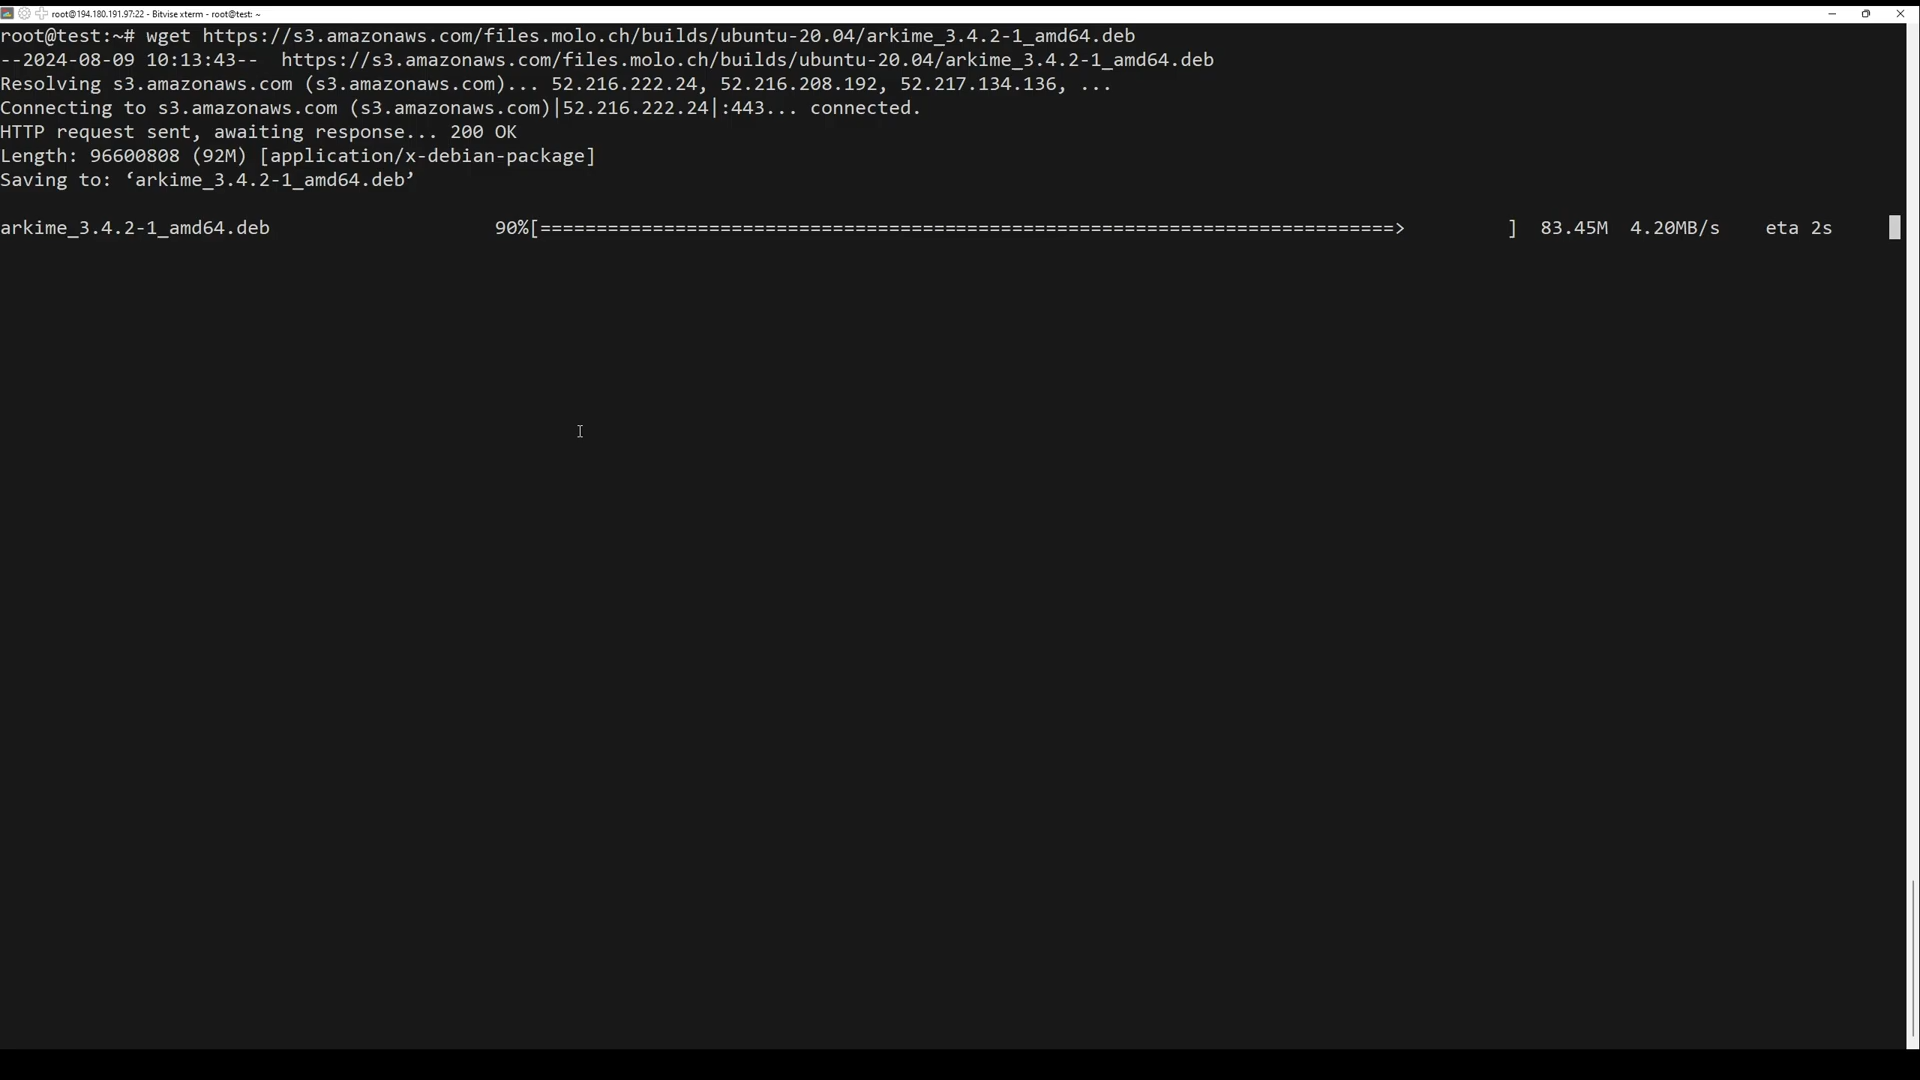 root@194.180.191.97:22 - Bitvise xterm - root@test: ~
root@test:~# wget https://s3.amazonaws.com/files.molo.ch/builds/ubuntu-20.04/arkime_3.4.2-1_amd64.deb
--2024-08-09 10:13:43--  https://s3.amazonaws.com/files.molo.ch/builds/ubuntu-20.04/arkime_3.4.2-1_amd64.deb
Resolving s3.amazonaws.com (s3.amazonaws.com)... 52.216.222.24, 52.216.208.192, 52.217.134.136, ...
Connecting to s3.amazonaws.com (s3.amazonaws.com)|52.216.222.24|:443... connected.
HTTP request sent, awaiting response... 200 OK
Length: 96600808 (92M) [application/x-debian-package]
Saving to: ‘arkime_3.4.2-1_amd64.deb’
arkime_3.4.2-1_amd64.deb                    90%[============================================================================>         ]  83.45M  4.20MB/s    eta 2s